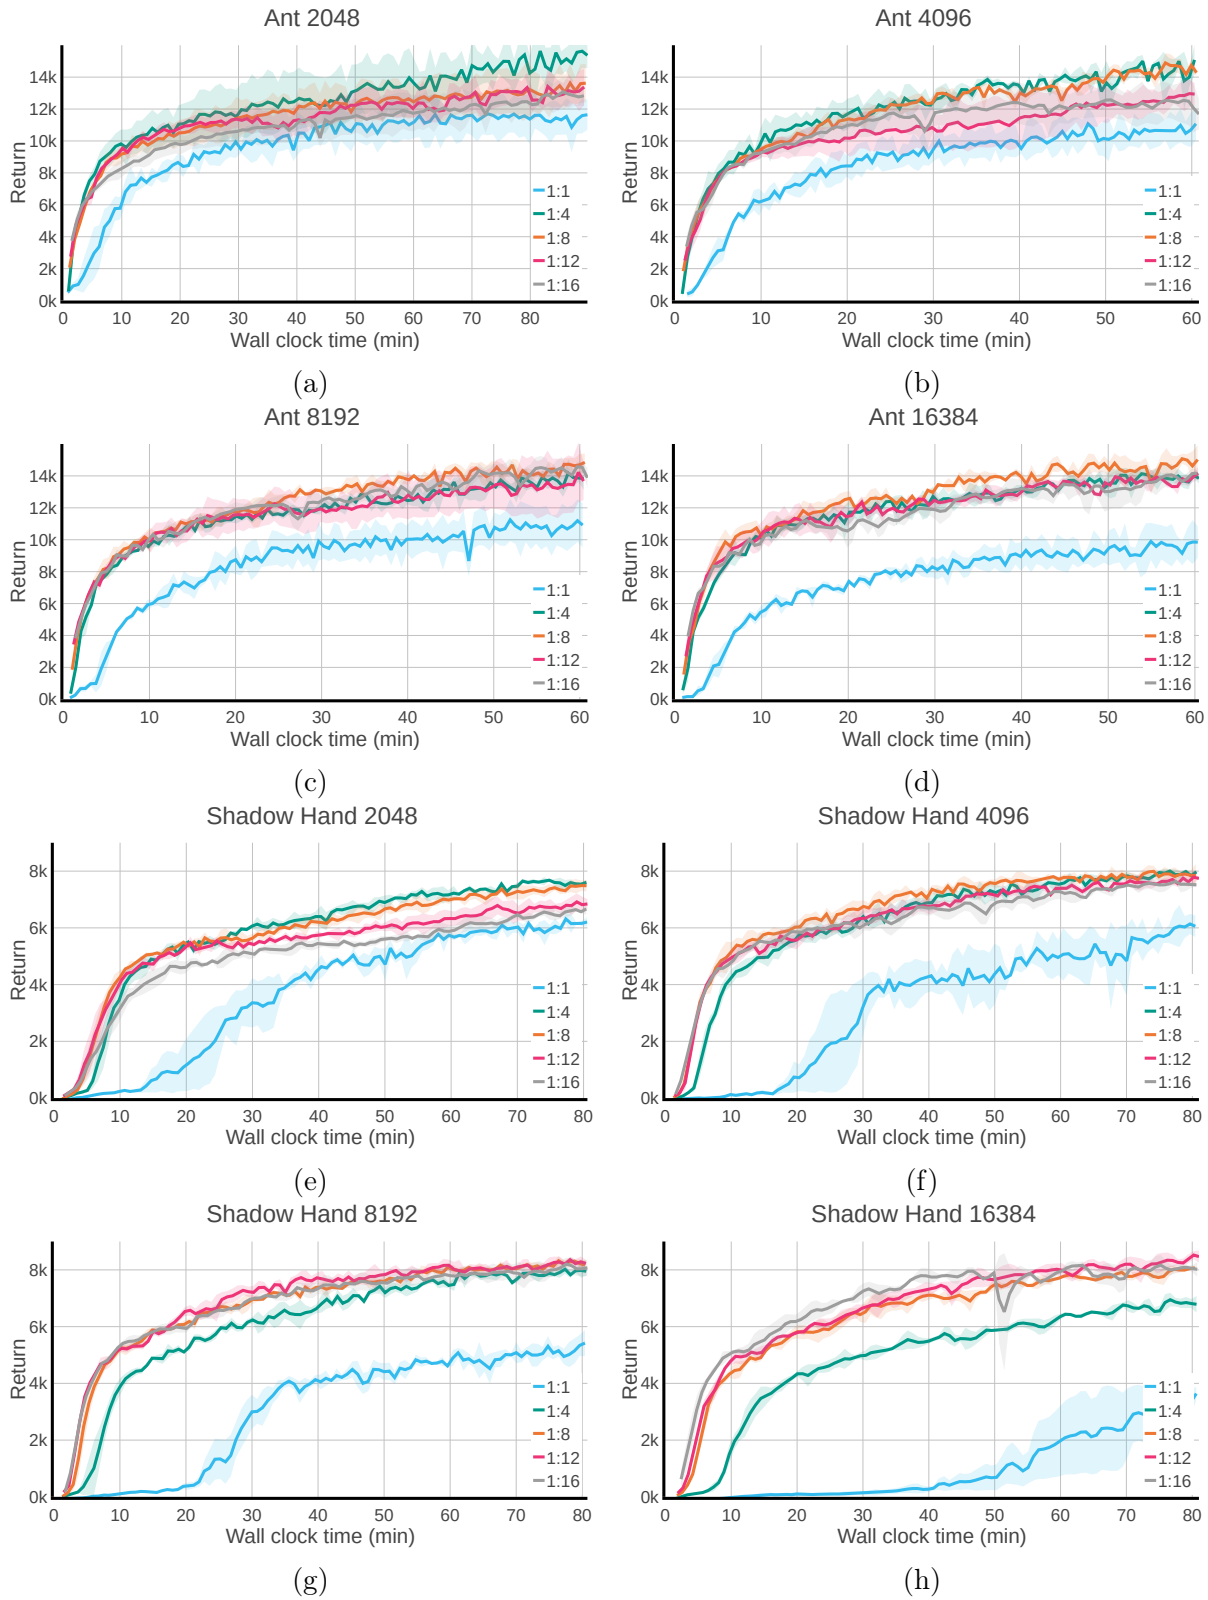 Ant 2048
Return
14k
12k
10k
8k
6k
4k
2k
0k
1:1
1:4
1:8
1:12
1:16
0 10 20 30 40 50 60 70 80
Wall clock time (min)
(a)
Ant 4096
Return
14k
12k
10k
8k
6k
4k
2k
0k
1:1
1:4
1:8
1:12
1:16
0 10 20 30 40 50 60
Wall clock time (min)
(b)
Ant 8192
Return
14k
12k
10k
8k
6k
4k
2k
0k
1:1
1:4
1:8
1:12
1:16
0 10 20 30 40 50 60
Wall clock time (min)
(c)
Ant 16384
Return
14k
12k
10k
8k
6k
4k
2k
0k
1:1
1:4
1:8
1:12
1:16
0 10 20 30 40 50 60
Wall clock time (min)
(d)
Shadow Hand 2048
Return
8k
6k
4k
2k
0k
1:1
1:4
1:8
1:12
1:16
0 10 20 30 40 50 60 70 80
Wall clock time (min)
(e)
Shadow Hand 4096
Return
8k
6k
4k
2k
0k
1:1
1:4
1:8
1:12
1:16
0 10 20 30 40 50 60 70 80
Wall clock time (min)
(f)
Shadow Hand 8192
Return
8k
6k
4k
2k
0k
1:1
1:4
1:8
1:12
1:16
0 10 20 30 40 50 60 70 80
Wall clock time (min)
(g)
Shadow Hand 16384
Return
8k
6k
4k
2k
0k
1:1
1:4
1:8
1:12
1:16
0 10 20 30 40 50 60 70 80
Wall clock time (min)
(h)